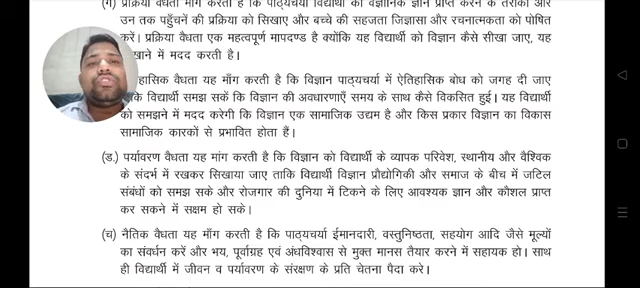 (ग) प्रक्रिया वैधता मांग करती है कि पाठ्यचर्या विद्यार्थी को वैज्ञानिक ज्ञान प्राप्त करने के तरीकों और
उन तक पहुँचनें की प्रक्रिया को सिखाए और बच्चे की सहजता जिज्ञासा और रचनात्मकता को पोषित
करें। प्रक्रिया वैधता एक महत्वपूर्ण मापदण्ड है क्योंकि यह विद्यार्थी को विज्ञान कैसे सीखा जाए, यह
में मदद करती है।
वैधता यह माँग करती है कि विज्ञान पाठ्यचर्या में ऐतिहासिक बोध को जगह दी जाए
विद्यार्थी समझ सकें कि विज्ञान की अवधारणाएँ समय के साथ कैसे विकसित हुई। यह विद्यार्थी
को समझने में मदद करेगी कि विज्ञान एक सामाजिक उद्यम है और किस प्रकार विज्ञान का विकास
सामाजिक कारकों से प्रभावित होता हैं।
(ड.) पर्यावरण वैधता यह मांग करती है कि विज्ञान को विद्यार्थी के व्यापक परिवेश, स्थानीय और वैश्विक
के संदर्भ में रखकर सिखाया जाए ताकि विद्यार्थी विज्ञान प्रौद्योगिकी और समाज के बीच में जटिल
संबंधों को समझ सके और रोजगार की दुनिया में टिकने के लिए आवश्यक ज्ञान और कौशल प्राप्त
कर सकने में सक्षम हो सके।
(च) नैतिक वैधता यह माँग करती है कि पाठ्यचर्या ईमानदारी, वस्तुनिष्ठता, सहयोग आदि जैसे मूल्यों
का संवर्धन करें और भय, पूर्वाग्रह एवं अंधविश्वास से मुक्त मानस तैयार करने में सहायक हो। साथ
ही विद्यार्थी में जीवन व पर्यावरण के संरक्षण के प्रति चेतना पैदा करे।